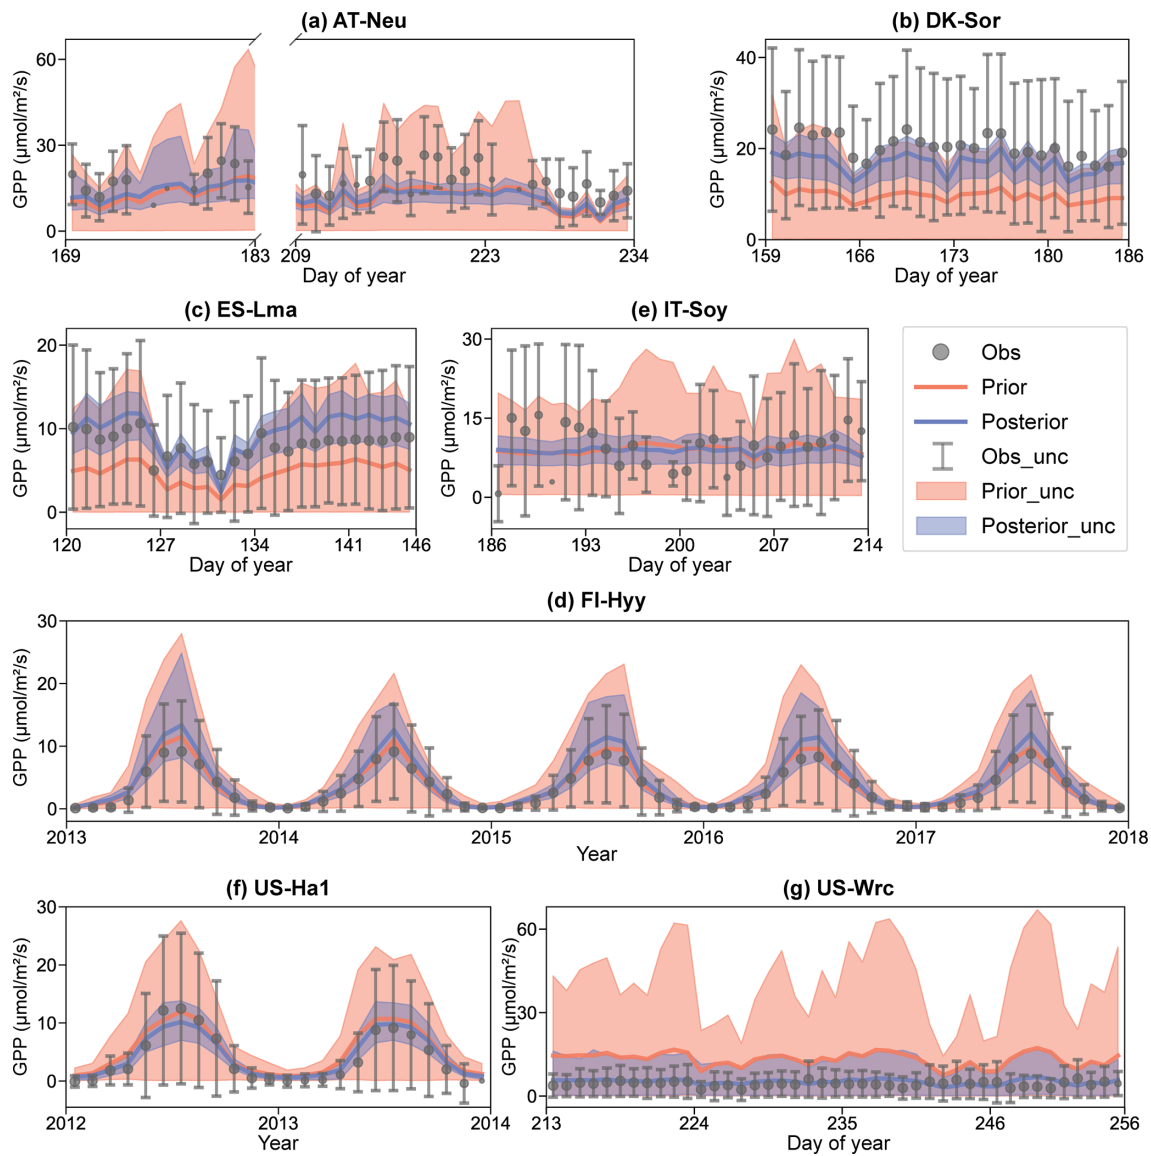 (a) AT-Neu
GPP (μmol/m²/s)
60
30
0
169
183
209
223
234
Day of year
(b) DK-Sor
GPP (μmol/m²/s)
40
20
0
159
166
173
180
186
Day of year
(c) ES-Lma
GPP (μmol/m²/s)
20
10
0
120
127
134
141
146
Day of year
(e) IT-Soy
GPP (μmol/m²/s)
30
15
0
186
193
200
207
214
Day of year
Obs
Prior
Posterior
Obs_unc
Prior_unc
Posterior_unc
(d) FI-Hyy
GPP (μmol/m²/s)
30
20
10
0
2013
2014
2015
2016
2017
2018
Year
(f) US-Ha1
GPP (μmol/m²/s)
30
20
10
0
2012
2013
2014
Year
(g) US-Wrc
GPP (μmol/m²/s)
60
30
0
213
224
235
246
256
Day of year